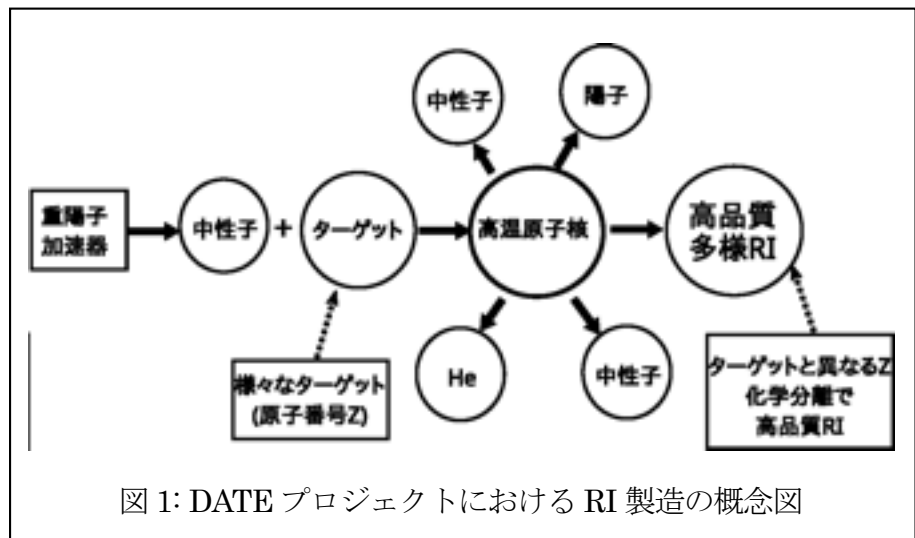 中性子
陽子
重陽子
加速器
中性子
+
ターゲット
高温原子核
高品質
多様RI
様々なターゲット
(原子番号Z)
He
中性子
ターゲットと異なるZ
化学分離で
高品質RI
図 1: DATE プロジェクトにおける RI 製造の概念図